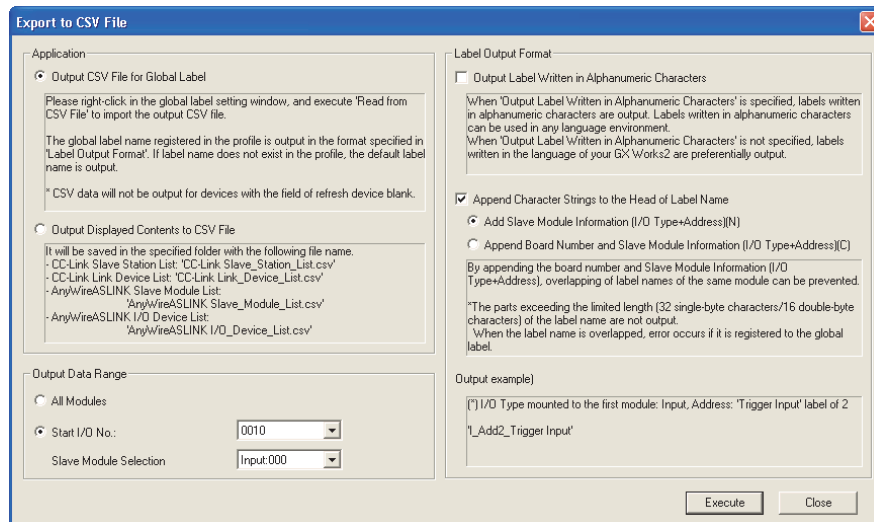 Export to CSV File
Application
Output CSV File for Global Label
Please right-click in the global label setting window, and execute 'Read from
CSV File' to import the output CSV file.
The global label name registered in the profile is output in the format specified in
'Label Output Format'. If label name does not exist in the profile, the default label
name is output.
* CSV data will not be output for devices with the field of refresh device blank.
Output Displayed Contents to CSV File
It will be saved in the specified folder with the following file name.
- CC-Link Slave Station List: 'CC-Link Slave_Station_List.csv'
- CC-Link Link Device List: 'CC-Link Link_Device_List.csv'
- AnyWireASLINK Slave Module List:
'AnyWireASLINK Slave_Module_List.csv'
- AnyWireASLINK I/O Device List:
'AnyWireASLINK I/O_Device_List.csv'
Output Data Range
All Modules
Start I/O No.:
0010
Slave Module Selection
Input:000
Label Output Format
Output Label Written in Alphanumeric Characters
When 'Output Label Written in Alphanumeric Characters' is specified, labels written
in alphanumeric characters are output. Labels written in alphanumeric characters
can be used in any language environment.
When 'Output Label Written in Alphanumeric Characters' is not specified, labels
written in the language of your GX Works2 are preferentially output.
Append Character Strings to the Head of Label Name
Add Slave Module Information (I/O Type+Address)(N)
Append Board Number and Slave Module Information (I/O Type+Address)(C)
By appending the board number and Slave Module Information (I/O
Type+Address), overlapping of label names of the same module can be prevented.
*The parts exceeding the limited length (32 single-byte characters/16 double-byte
characters) of the label name are not output.
When the label name is overlapped, error occurs if it is registered to the global
label.
Output example)
(*) I/O Type mounted to the first module: Input, Address: 'Trigger Input' label of 2
'I_Add2_Trigger Input'
Execute
Close